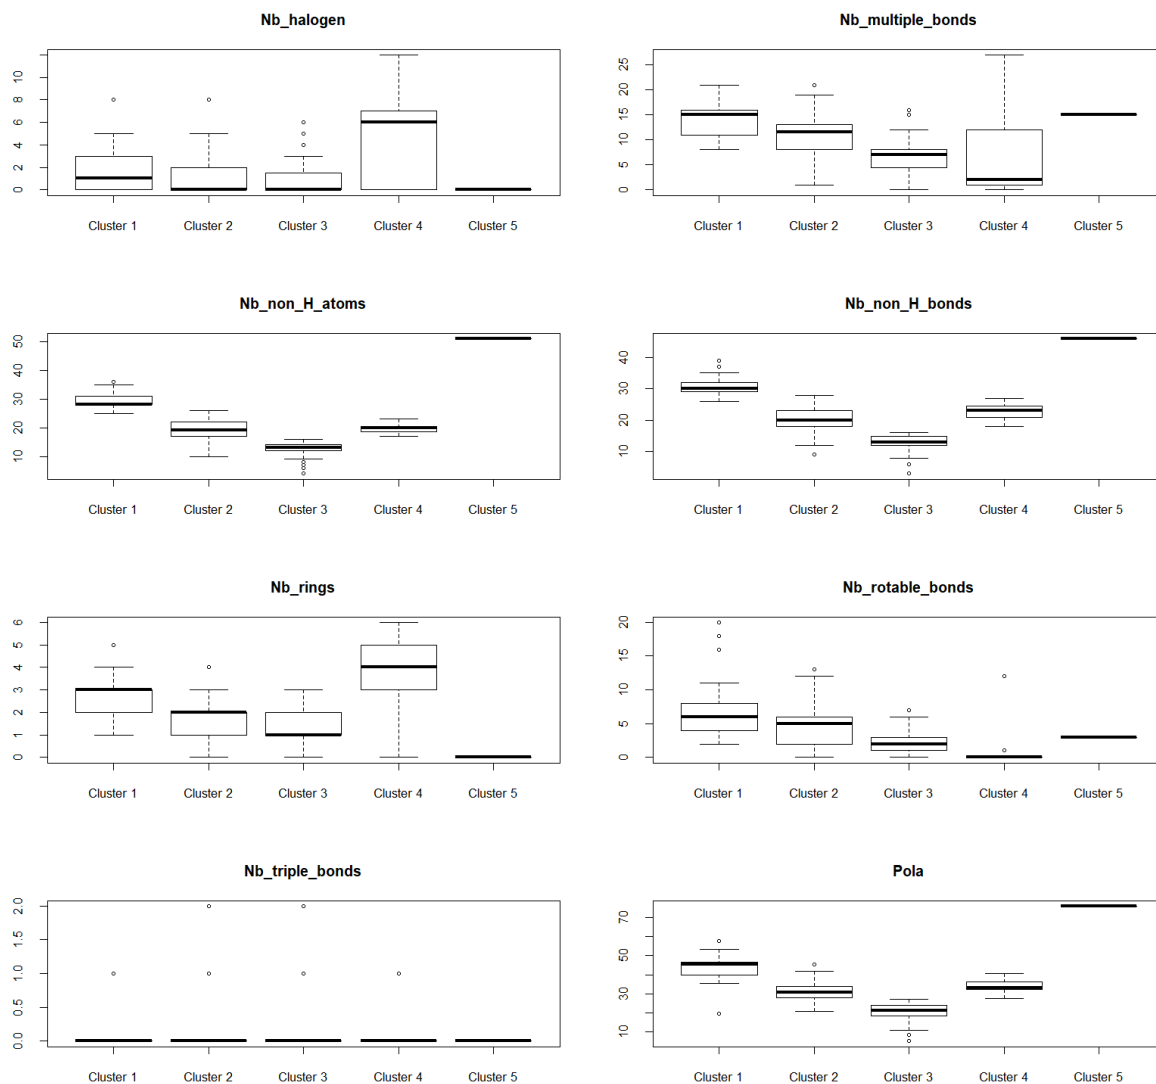 Nb_halogen
0 2 4 6 8 10
Cluster 1 Cluster 2 Cluster 3 Cluster 4 Cluster 5
Nb_multiple_bonds
0 5 10 15 20 25
Cluster 1 Cluster 2 Cluster 3 Cluster 4 Cluster 5
Nb_non_H_atoms
10 20 30 40 50
Cluster 1 Cluster 2 Cluster 3 Cluster 4 Cluster 5
Nb_non_H_bonds
10 20 30 40
Cluster 1 Cluster 2 Cluster 3 Cluster 4 Cluster 5
Nb_rings
0 1 2 3 4 5 6
Cluster 1 Cluster 2 Cluster 3 Cluster 4 Cluster 5
Nb_rotable_bonds
0 5 10 15 20
Cluster 1 Cluster 2 Cluster 3 Cluster 4 Cluster 5
Nb_triple_bonds
0.0 0.5 1.0 1.5 2.0
Cluster 1 Cluster 2 Cluster 3 Cluster 4 Cluster 5
Pola
10 30 50 70
Cluster 1 Cluster 2 Cluster 3 Cluster 4 Cluster 5